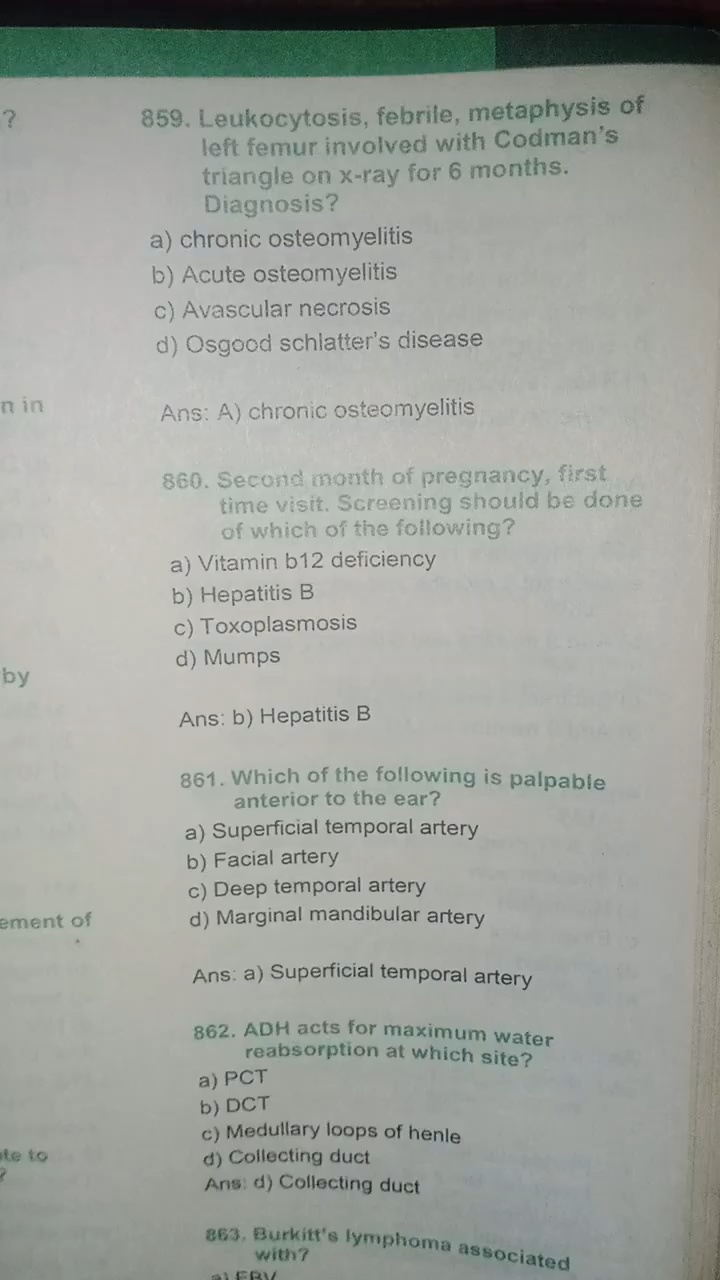 ?
859. Leukocytosis, febrile, metaphysis of
left femur involved with Codman's
triangle on x-ray for 6 months.
Diagnosis?
a) chronic osteomyelitis
b) Acute osteomyelitis
c) Avascular necrosis
d) Osgood schlatter's disease
n in
Ans: A) chronic osteomyelitis
860. Second month of pregnancy, first
time visit. Screening should be done
of which of the following?
a) Vitamin b12 deficiency
b) Hepatitis B
c) Toxoplasmosis
d) Mumps
by
Ans: b) Hepatitis B
861. Which of the following is palpable
anterior to the ear?
a) Superficial temporal artery
b) Facial artery
c) Deep temporal artery
d) Marginal mandibular artery
ement of
Ans: a) Superficial temporal artery
862. ADH acts for maximum water
reabsorption at which site?
a) PCT
b) DCT
c) Medullary loops of henle
d) Collecting duct
te to
?
Ans: d) Collecting duct
863. Burkitt's lymphoma associated
with?
a) EBV